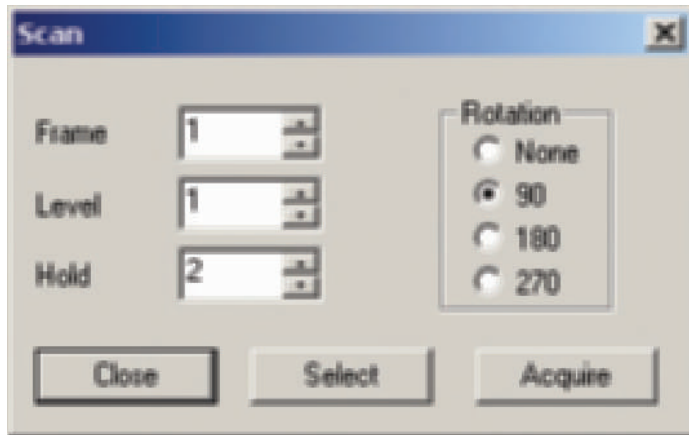 Scan
Frame 1
Level 1
Hold 2
Rotation
None
90
180
270
Close Select Acquire